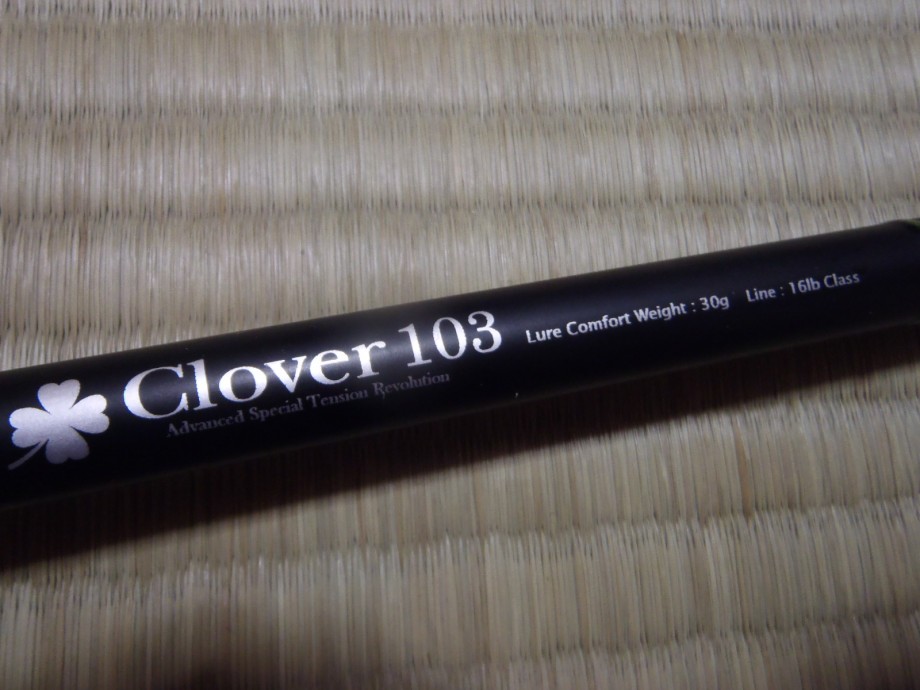 Clover 103
Advanced Special Tension Revolution
Lure Comfort Weight : 30g Line : 16lb Class